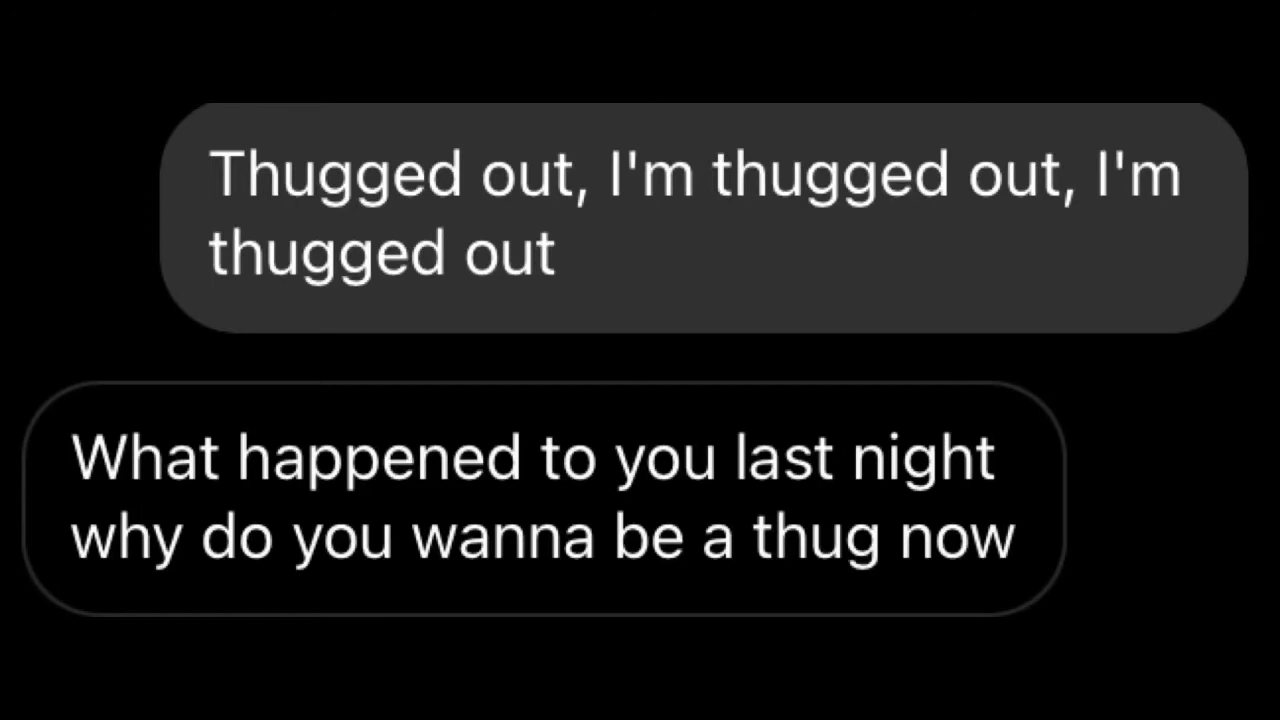 Thugged out, I'm thugged out, I'm
thugged out
What happened to you last night
why do you wanna be a thug now